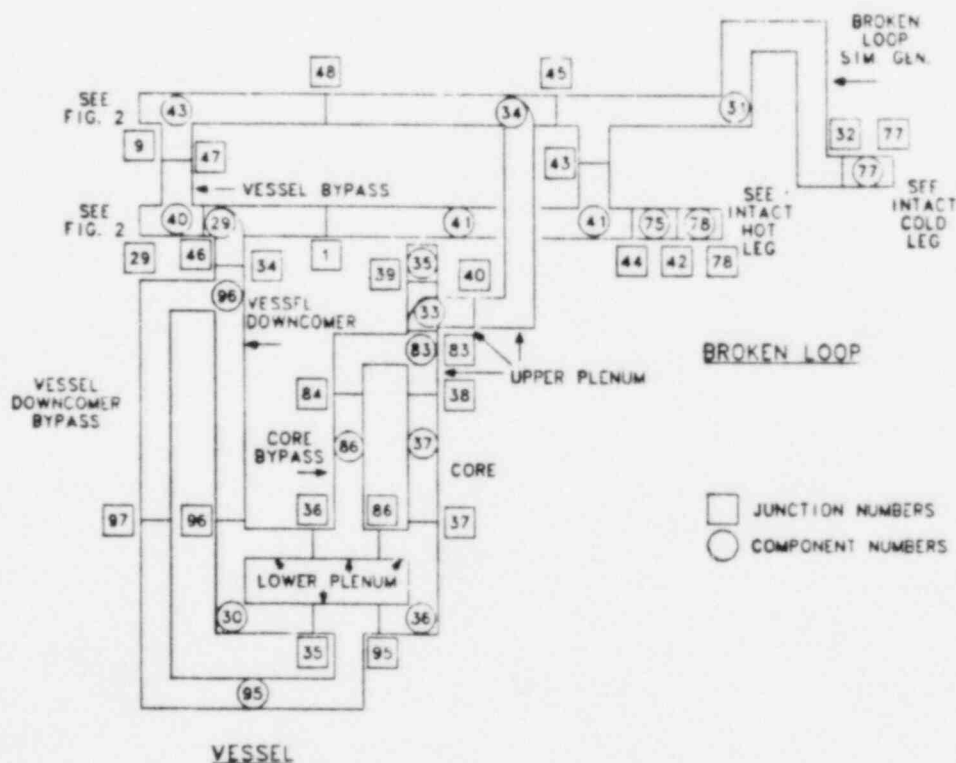 BROKEN
LOOP
SIM. GEN.
48
45
SEE
FIG. 2
43
34
31
9
47
43
32
77
77
VESSEL BYPASS
SEE
FIG. 2
40
29
41
41
75
78
SEE
INTACT
HOT
LEG
SEE
INTACT
COLD
LEG
29
46
34
1
39
35
40
44
42
78
96
VESSEL
DOWNCOMER
33
83
83
UPPER PLENUM
BROKEN LOOP
VESSEL
DOWNCOMER
BYPASS
84
38
CORE
BYPASS
86
37
CORE
97
96
36
86
37
JUNCTION NUMBERS
COMPONENT NUMBERS
LOWER PLENUM
30
36
35
95
95
VESSEL